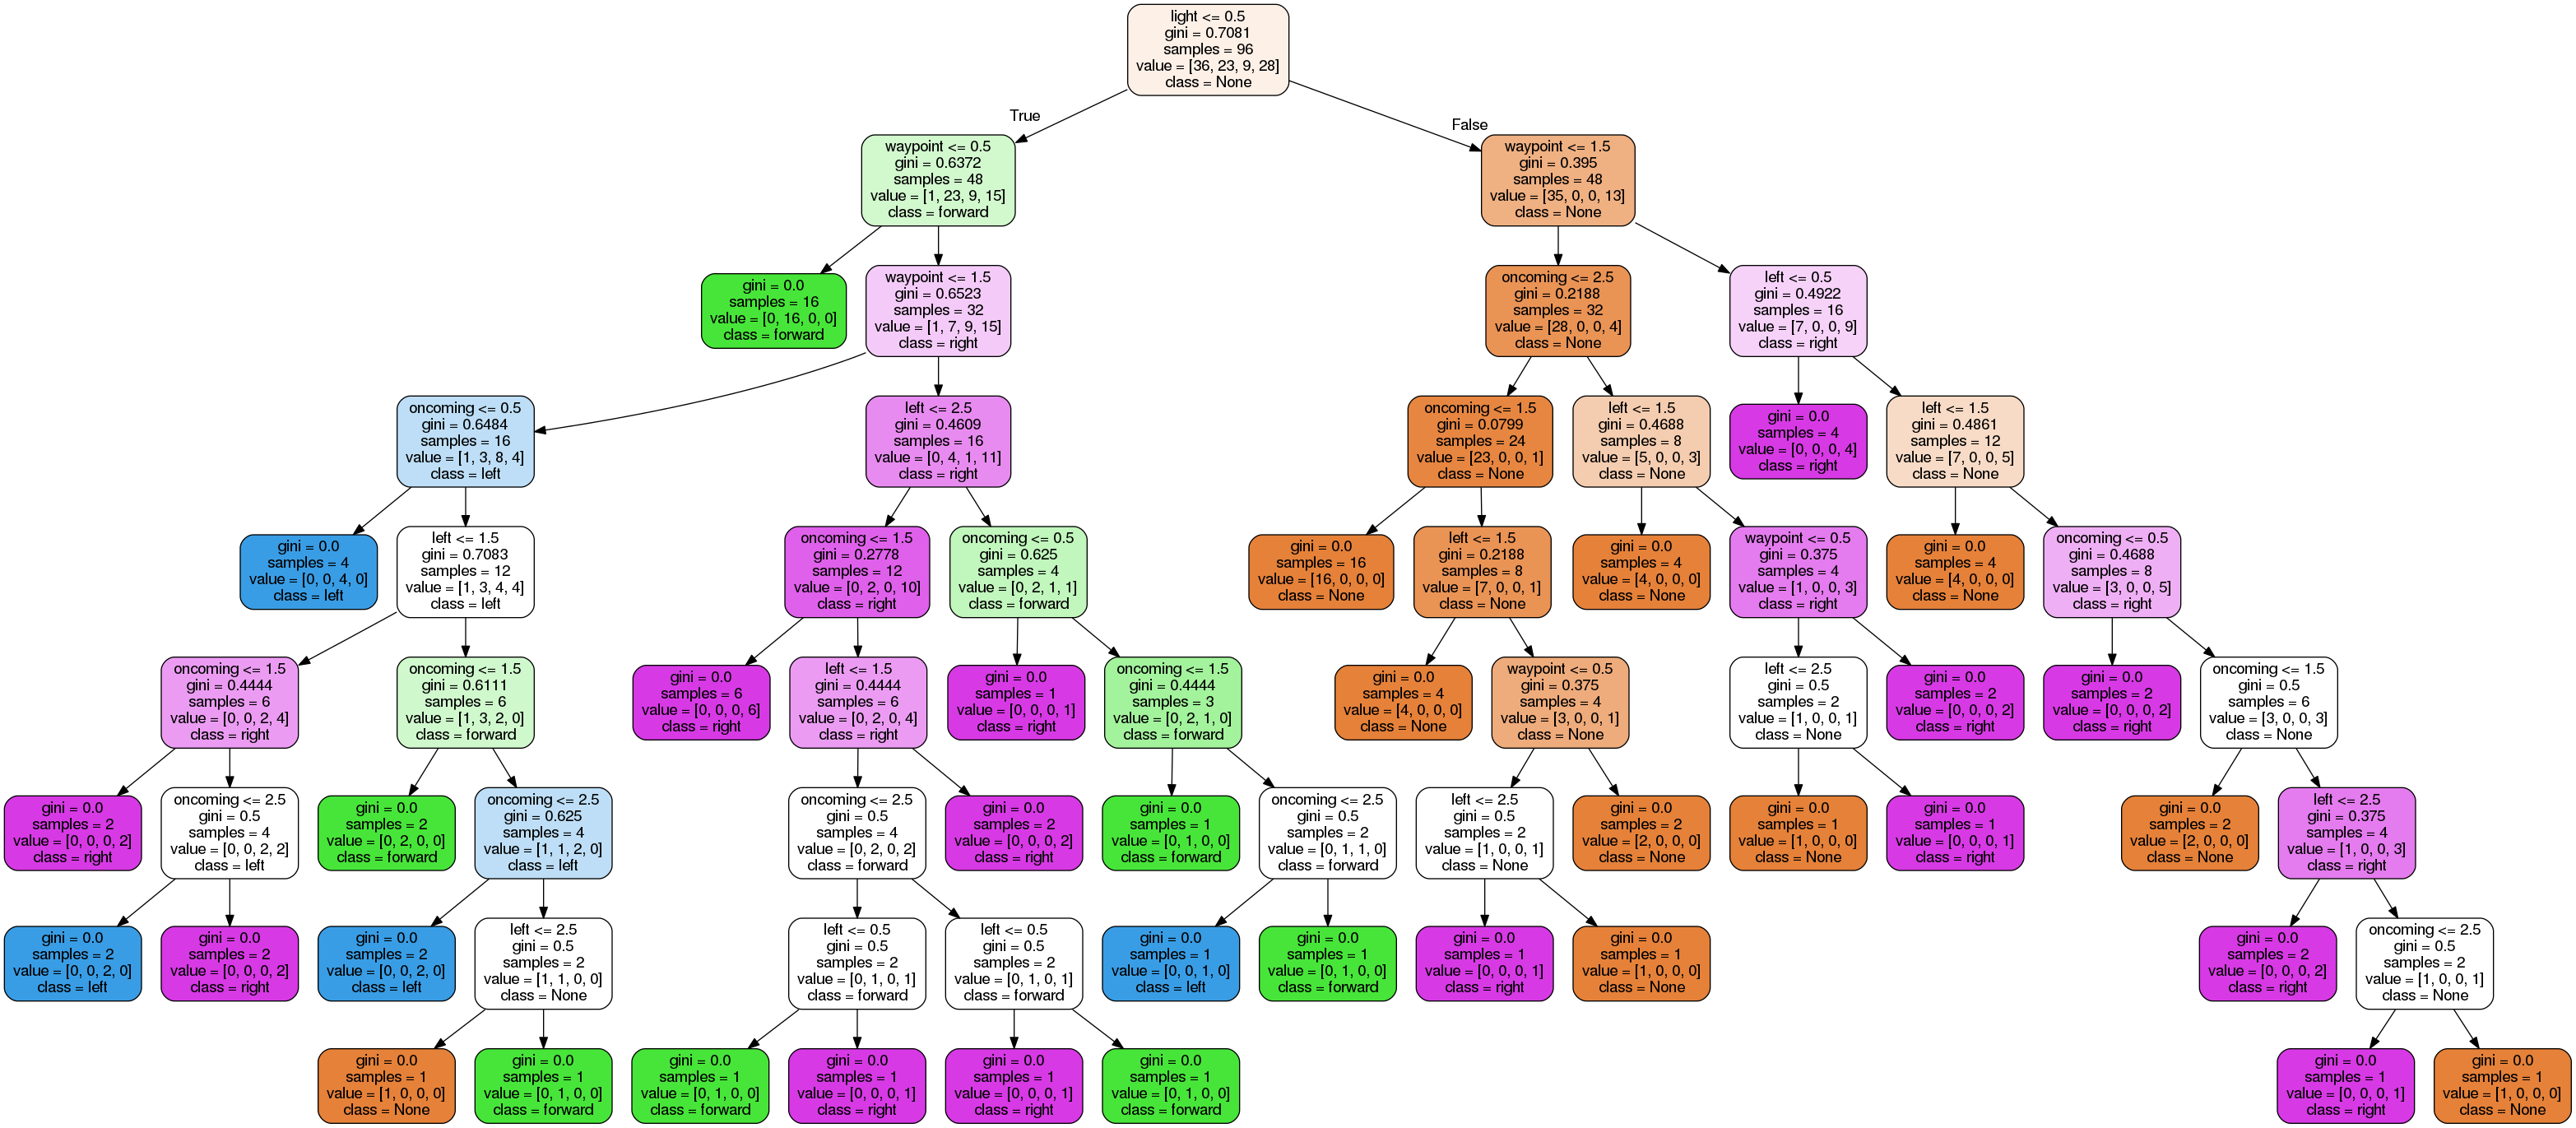 light <= 0.5
gini = 0.7081
samples = 96
value = [36, 23, 9, 28]
class = None
True
False
waypoint <= 0.5
gini = 0.6372
samples = 48
value = [1, 23, 9, 15]
class = forward
waypoint <= 1.5
gini = 0.395
samples = 48
value = [35, 0, 0, 13]
class = None
gini = 0.0
samples = 16
value = [0, 16, 0, 0]
class = forward
waypoint <= 1.5
gini = 0.6523
samples = 32
value = [1, 7, 9, 15]
class = right
oncoming <= 2.5
gini = 0.2188
samples = 32
value = [28, 0, 0, 4]
class = None
left <= 0.5
gini = 0.4922
samples = 16
value = [7, 0, 0, 9]
class = right
oncoming <= 0.5
gini = 0.6484
samples = 16
value = [1, 3, 8, 4]
class = left
left <= 2.5
gini = 0.4609
samples = 16
value = [0, 4, 1, 11]
class = right
oncoming <= 1.5
gini = 0.0799
samples = 24
value = [23, 0, 0, 1]
class = None
left <= 1.5
gini = 0.4688
samples = 8
value = [5, 0, 0, 3]
class = None
gini = 0.0
samples = 4
value = [0, 0, 0, 4]
class = right
left <= 1.5
gini = 0.4861
samples = 12
value = [7, 0, 0, 5]
class = None
gini = 0.0
samples = 4
value = [0, 0, 4, 0]
class = left
left <= 1.5
gini = 0.7083
samples = 12
value = [1, 3, 4, 4]
class = left
oncoming <= 1.5
gini = 0.2778
samples = 12
value = [0, 2, 0, 10]
class = right
oncoming <= 0.5
gini = 0.625
samples = 4
value = [0, 2, 1, 1]
class = forward
gini = 0.0
samples = 16
value = [16, 0, 0, 0]
class = None
left <= 1.5
gini = 0.2188
samples = 8
value = [7, 0, 0, 1]
class = None
gini = 0.0
samples = 4
value = [4, 0, 0, 0]
class = None
waypoint <= 0.5
gini = 0.375
samples = 4
value = [1, 0, 0, 3]
class = right
gini = 0.0
samples = 4
value = [4, 0, 0, 0]
class = None
oncoming <= 0.5
gini = 0.4688
samples = 8
value = [3, 0, 0, 5]
class = right
oncoming <= 1.5
gini = 0.4444
samples = 6
value = [0, 0, 2, 4]
class = right
oncoming <= 1.5
gini = 0.6111
samples = 6
value = [1, 3, 2, 0]
class = forward
gini = 0.0
samples = 6
value = [0, 0, 0, 6]
class = right
left <= 1.5
gini = 0.4444
samples = 6
value = [0, 2, 0, 4]
class = right
gini = 0.0
samples = 1
value = [0, 0, 0, 1]
class = right
oncoming <= 1.5
gini = 0.4444
samples = 3
value = [0, 2, 1, 0]
class = forward
gini = 0.0
samples = 4
value = [4, 0, 0, 0]
class = None
waypoint <= 0.5
gini = 0.375
samples = 4
value = [3, 0, 0, 1]
class = None
left <= 2.5
gini = 0.5
samples = 2
value = [1, 0, 0, 1]
class = None
gini = 0.0
samples = 2
value = [0, 0, 0, 2]
class = right
gini = 0.0
samples = 2
value = [0, 0, 0, 2]
class = right
oncoming <= 1.5
gini = 0.5
samples = 6
value = [3, 0, 0, 3]
class = None
gini = 0.0
samples = 2
value = [0, 0, 0, 2]
class = right
oncoming <= 2.5
gini = 0.5
samples = 4
value = [0, 0, 2, 2]
class = left
gini = 0.0
samples = 2
value = [0, 2, 0, 0]
class = forward
oncoming <= 2.5
gini = 0.625
samples = 4
value = [1, 1, 2, 0]
class = left
oncoming <= 2.5
gini = 0.5
samples = 4
value = [0, 2, 0, 2]
class = forward
gini = 0.0
samples = 2
value = [0, 0, 0, 2]
class = right
gini = 0.0
samples = 1
value = [0, 1, 0, 0]
class = forward
oncoming <= 2.5
gini = 0.5
samples = 2
value = [0, 1, 1, 0]
class = forward
left <= 2.5
gini = 0.5
samples = 2
value = [1, 0, 0, 1]
class = None
gini = 0.0
samples = 2
value = [2, 0, 0, 0]
class = None
gini = 0.0
samples = 1
value = [1, 0, 0, 0]
class = None
gini = 0.0
samples = 1
value = [0, 0, 0, 1]
class = right
gini = 0.0
samples = 2
value = [2, 0, 0, 0]
class = None
left <= 2.5
gini = 0.375
samples = 4
value = [1, 0, 0, 3]
class = right
gini = 0.0
samples = 2
value = [0, 0, 2, 0]
class = left
gini = 0.0
samples = 2
value = [0, 0, 0, 2]
class = right
gini = 0.0
samples = 2
value = [0, 0, 2, 0]
class = left
left <= 2.5
gini = 0.5
samples = 2
value = [1, 1, 0, 0]
class = None
left <= 0.5
gini = 0.5
samples = 2
value = [0, 1, 0, 1]
class = forward
left <= 0.5
gini = 0.5
samples = 2
value = [0, 1, 0, 1]
class = forward
gini = 0.0
samples = 1
value = [0, 0, 1, 0]
class = left
gini = 0.0
samples = 1
value = [0, 1, 0, 0]
class = forward
gini = 0.0
samples = 1
value = [0, 0, 0, 1]
class = right
gini = 0.0
samples = 1
value = [1, 0, 0, 0]
class = None
gini = 0.0
samples = 2
value = [0, 0, 0, 2]
class = right
oncoming <= 2.5
gini = 0.5
samples = 2
value = [1, 0, 0, 1]
class = None
gini = 0.0
samples = 1
value = [1, 0, 0, 0]
class = None
gini = 0.0
samples = 1
value = [0, 1, 0, 0]
class = forward
gini = 0.0
samples = 1
value = [0, 1, 0, 0]
class = forward
gini = 0.0
samples = 1
value = [0, 0, 0, 1]
class = right
gini = 0.0
samples = 1
value = [0, 0, 0, 1]
class = right
gini = 0.0
samples = 1
value = [0, 1, 0, 0]
class = forward
gini = 0.0
samples = 1
value = [0, 0, 0, 1]
class = right
gini = 0.0
samples = 1
value = [1, 0, 0, 0]
class = None